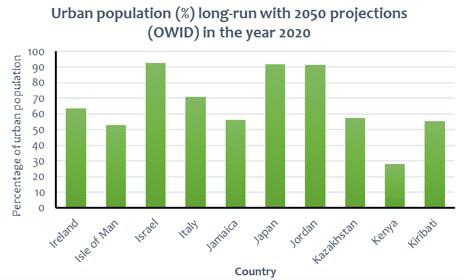 Urban population (%) long-run with 2050 projections
(OWID) in the year 2020
Percentage of urban population
100
90
80
70
60
50
40
30
20
10
0
Ireland
Isle of Man
Israel
Italy
Jamaica
Japan
Jordan
Kazakhstan
Kenya
Kiribati
Country